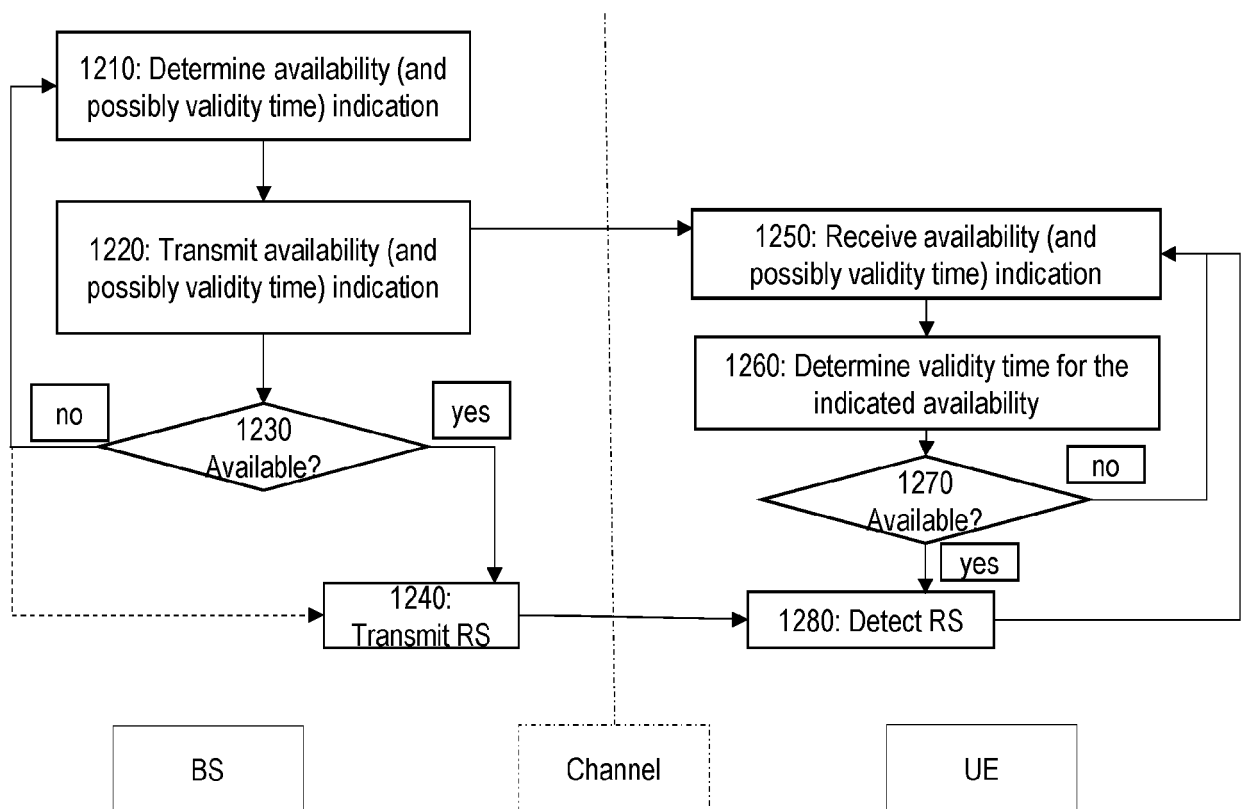 1210: Determine availability (and
possibly validity time) indication
1220: Transmit availability (and
possibly validity time) indication
no
yes
1230
Available?
1240:
Transmit RS
1250: Receive availability (and
possibly validity time) indication
1260: Determine validity time for the
indicated availability
no
1270
Available?
yes
1280: Detect RS
BS
Channel
UE